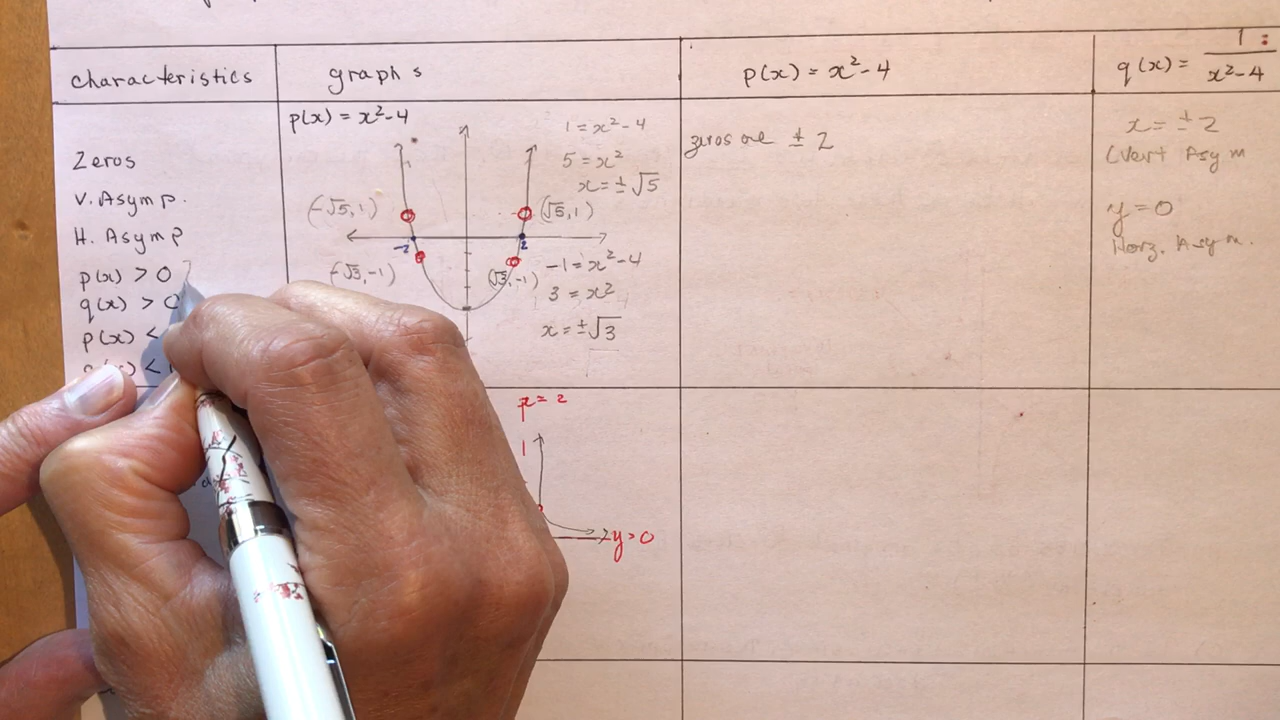 characteristics
graphs
p(x) = x²-4
q(x) = 1
x²-4
Zeros
V. Asymp.
H. Asymp
p(x) > 0
q(x) > 0
p(x) <
p(x) = x²-4
1 = x²-4
5 = x²
x = ±√5
(-√5, 1)
(√5, 1)
-2
2
(-√3, -1)
(√3, -1)
-1 = x²-4
3 = x²
x = ±√3
zeros are ± 2
x = ± 2
(Vert Asym
y = 0
Horz. Asym.
x = 2
1
y=0